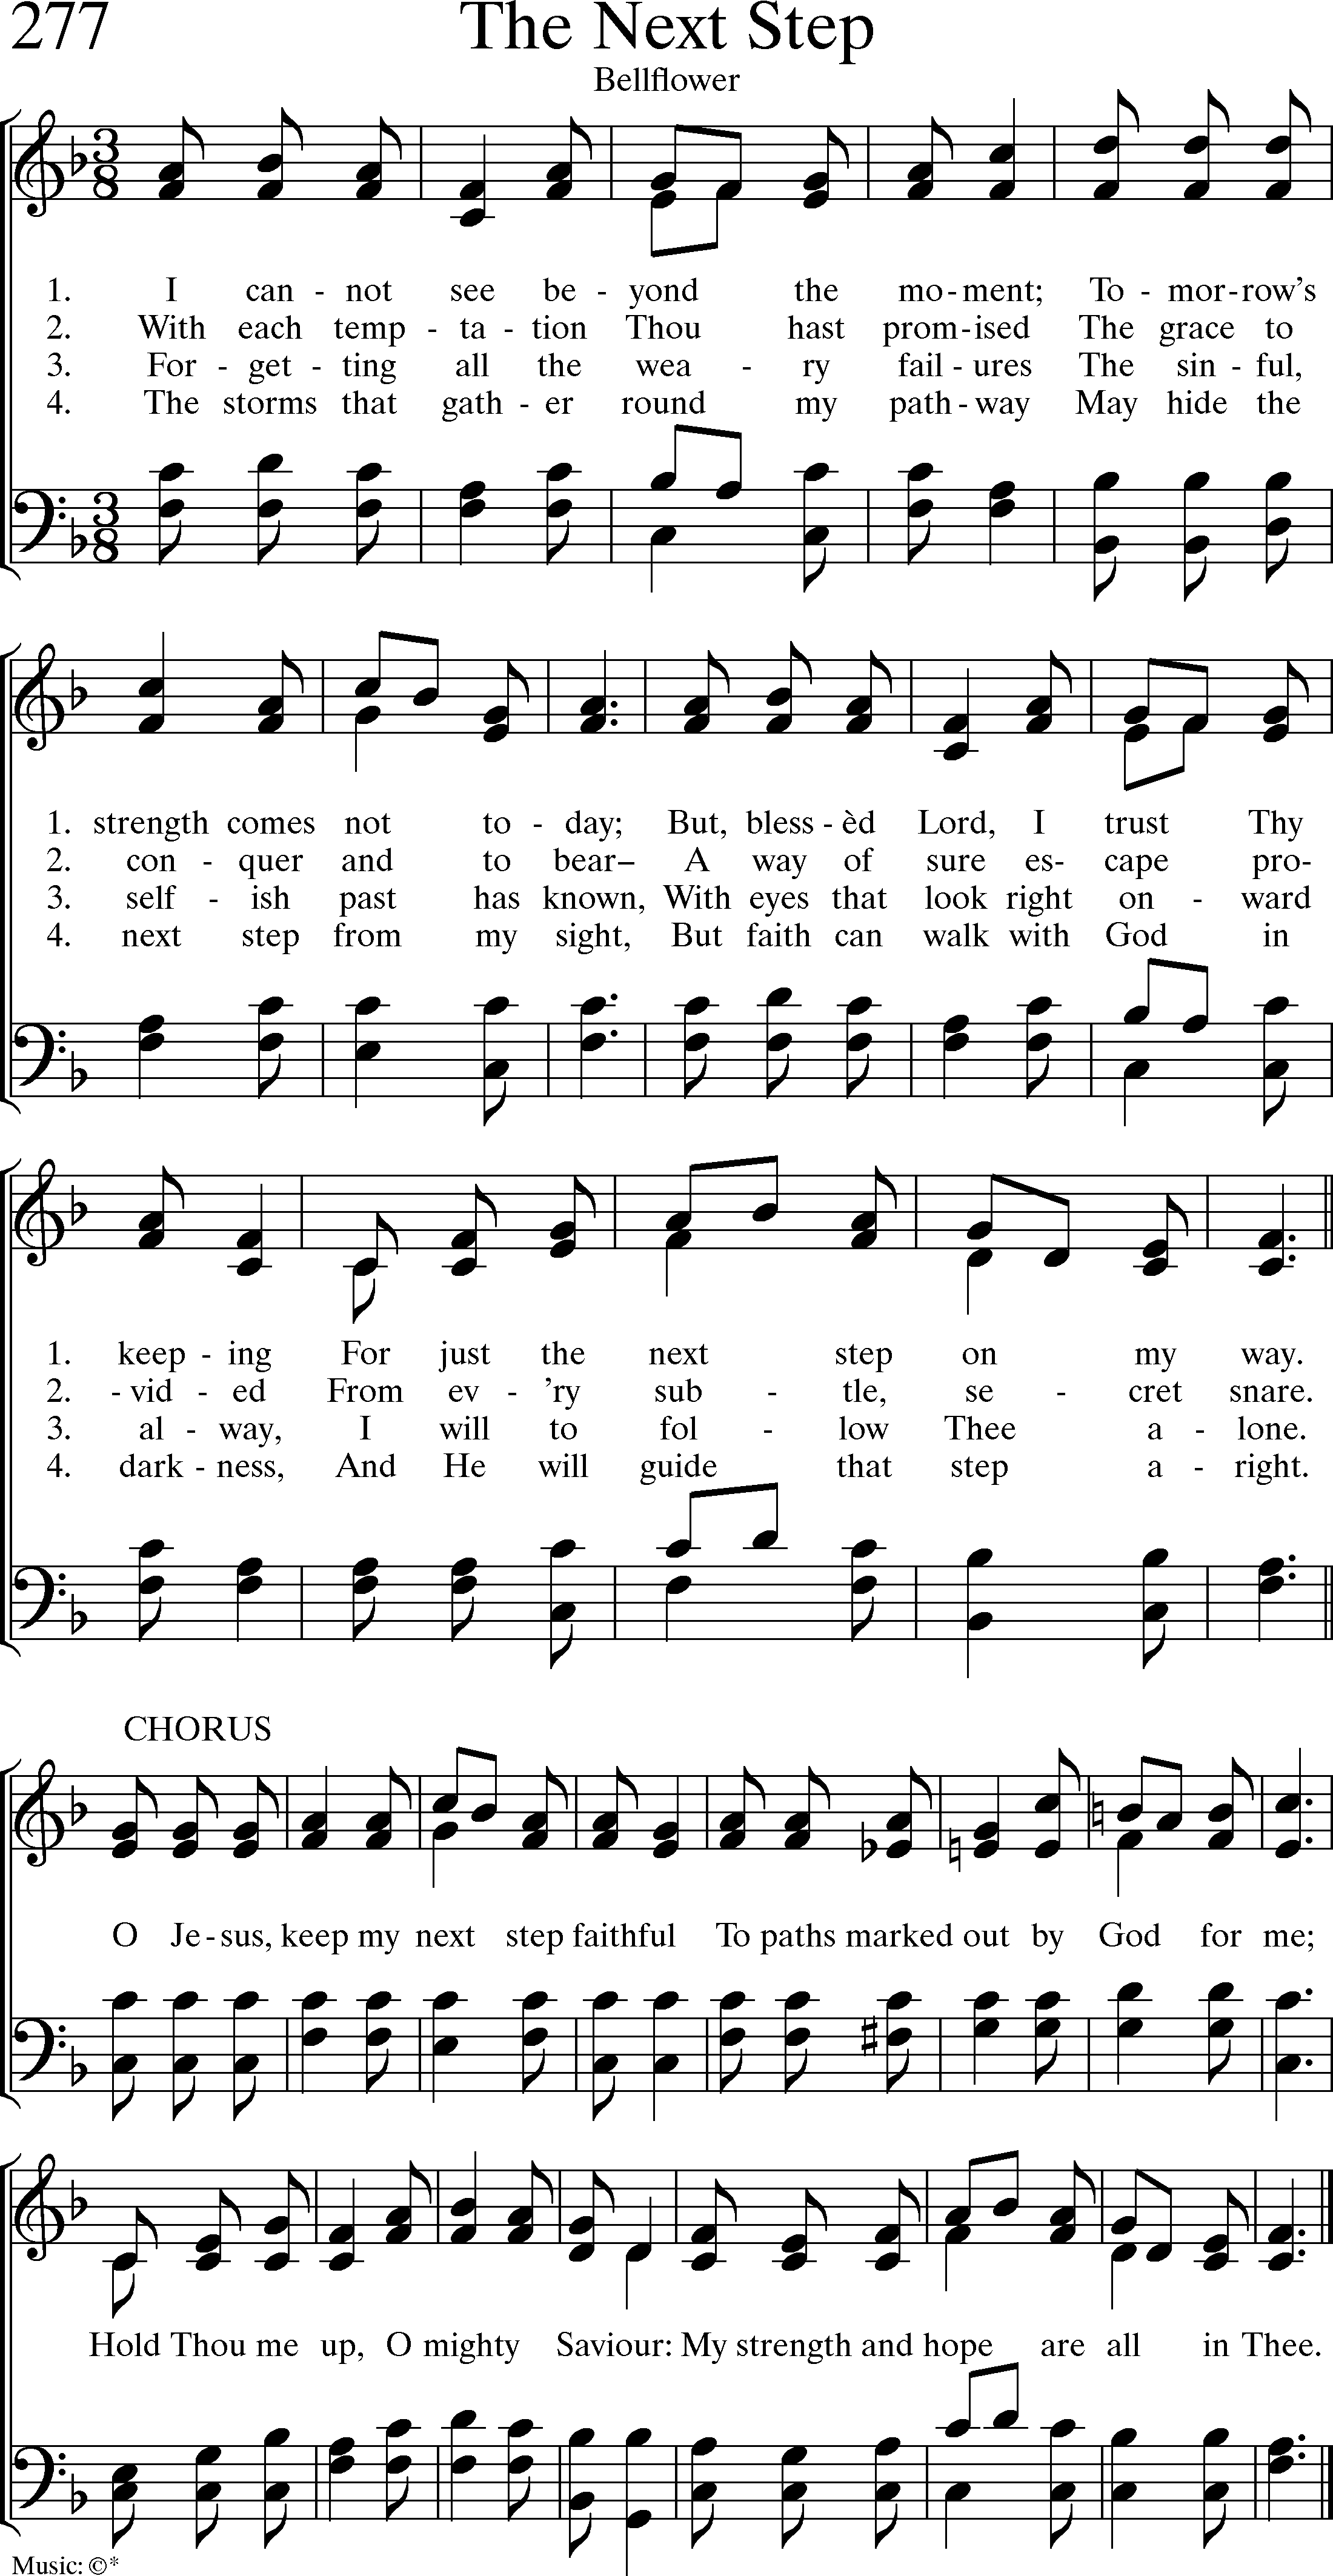 277 The Next Step
Bellflower
3 8
1. I can - not see be - yond the mo - ment; To - mor - row's
2. With each temp - ta - tion Thou hast prom - ised The grace to
3. For - get - ting all the wea - ry fail - ures The sin - ful,
4. The storms that gath - er round my path - way May hide the
3 8
1. strength comes not to - day; But, bless - èd Lord, I trust Thy
2. con - quer and to bear– A way of sure es- cape pro-
3. self - ish past has known, With eyes that look right on - ward
4. next step from my sight, But faith can walk with God in
1. keep - ing For just the next step on my way.
2. - vid - ed From ev - 'ry sub - tle, se - cret snare.
3. al - way, I will to fol - low Thee a - lone.
4. dark - ness, And He will guide that step a - right.
CHORUS
O Je - sus, keep my next step faithful To paths marked out by God for me;
Hold Thou me up, O mighty Saviour: My strength and hope are all in Thee.
Music: ©*